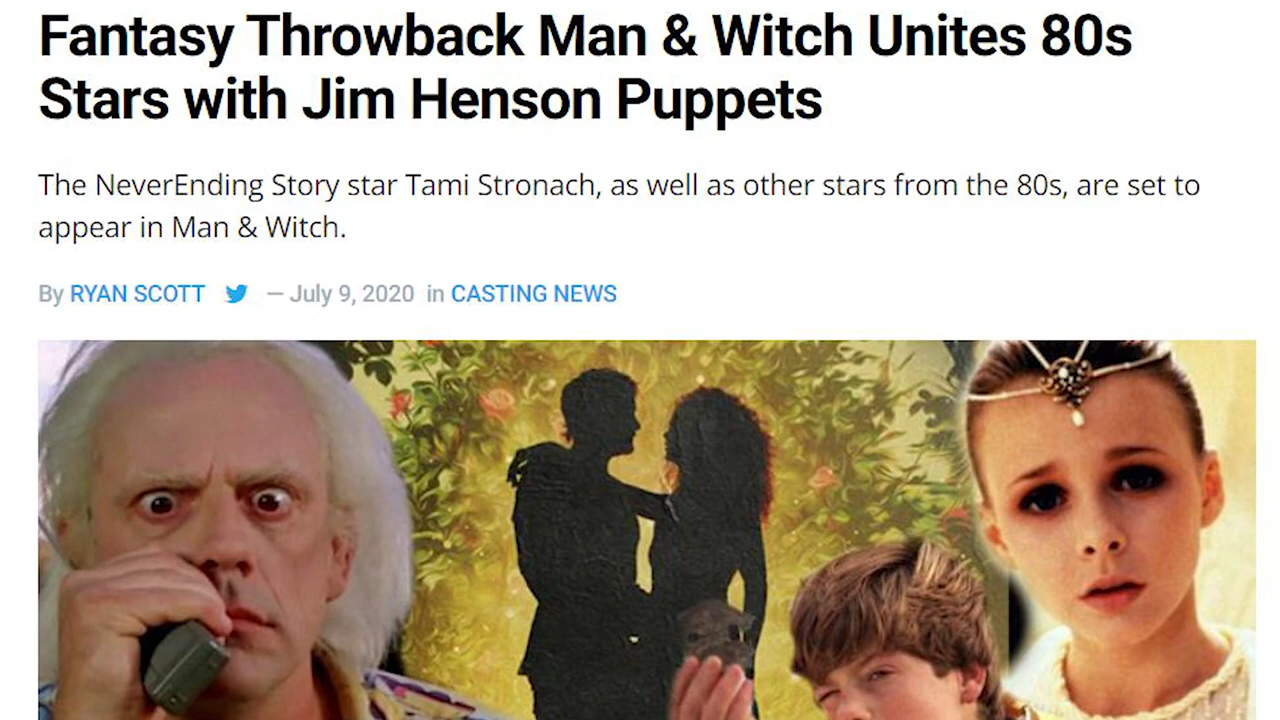 Fantasy Throwback Man & Witch Unites 80s
Stars with Jim Henson Puppets
The NeverEnding Story star Tami Stronach, as well as other stars from the 80s, are set to
appear in Man & Witch.
By RYAN SCOTT — July 9, 2020 in CASTING NEWS